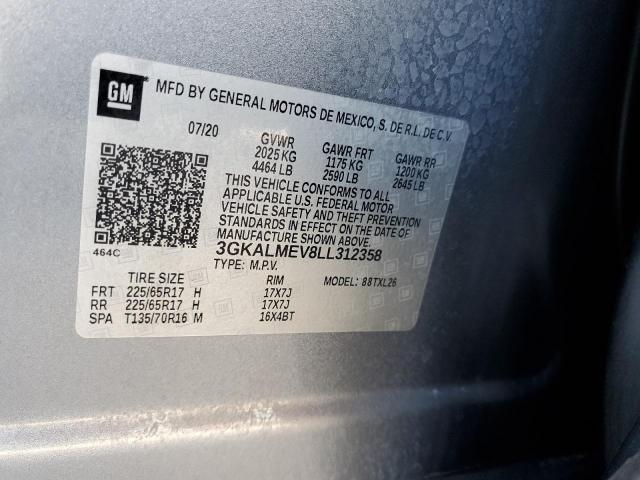 GM
MFD BY GENERAL MOTORS DE MEXICO, S. DE R.L. DE C.V.
07/20 GVWR GAWR FRT GAWR RR
2025 KG 1175 KG 1200 KG
4464 LB 2590 LB 2645 LB
THIS VEHICLE CONFORMS TO ALL
APPLICABLE U.S. FEDERAL MOTOR
VEHICLE SAFETY AND THEFT PREVENTION
STANDARDS IN EFFECT ON THE DATE OF
MANUFACTURE SHOWN ABOVE.
464C 3GKALMEV8LL312358
TYPE: M.P.V.
TIRE SIZE RIM MODEL: 88TXL26
FRT 225/65R17 H 17X7J
RR 225/65R17 H 17X7J
SPA T135/70R16 M 16X4BT